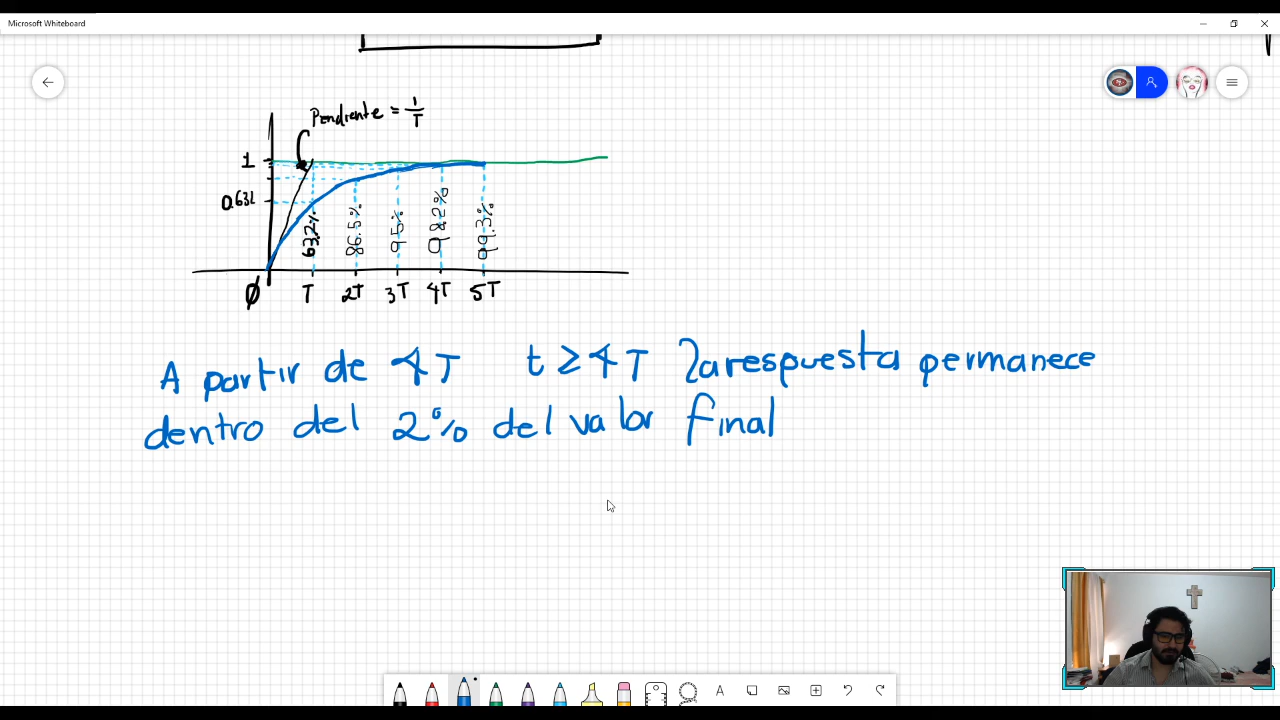 Microsoft Whiteboard
Pendiente = 1/T
1
0.632
63.2%
86.5%
95%
98.2%
99.3%
Ø
T
2T
3T
4T
5T
A partir de 4T t ≥ 4T la respuesta permanece
dentro del 2% del valor final
A